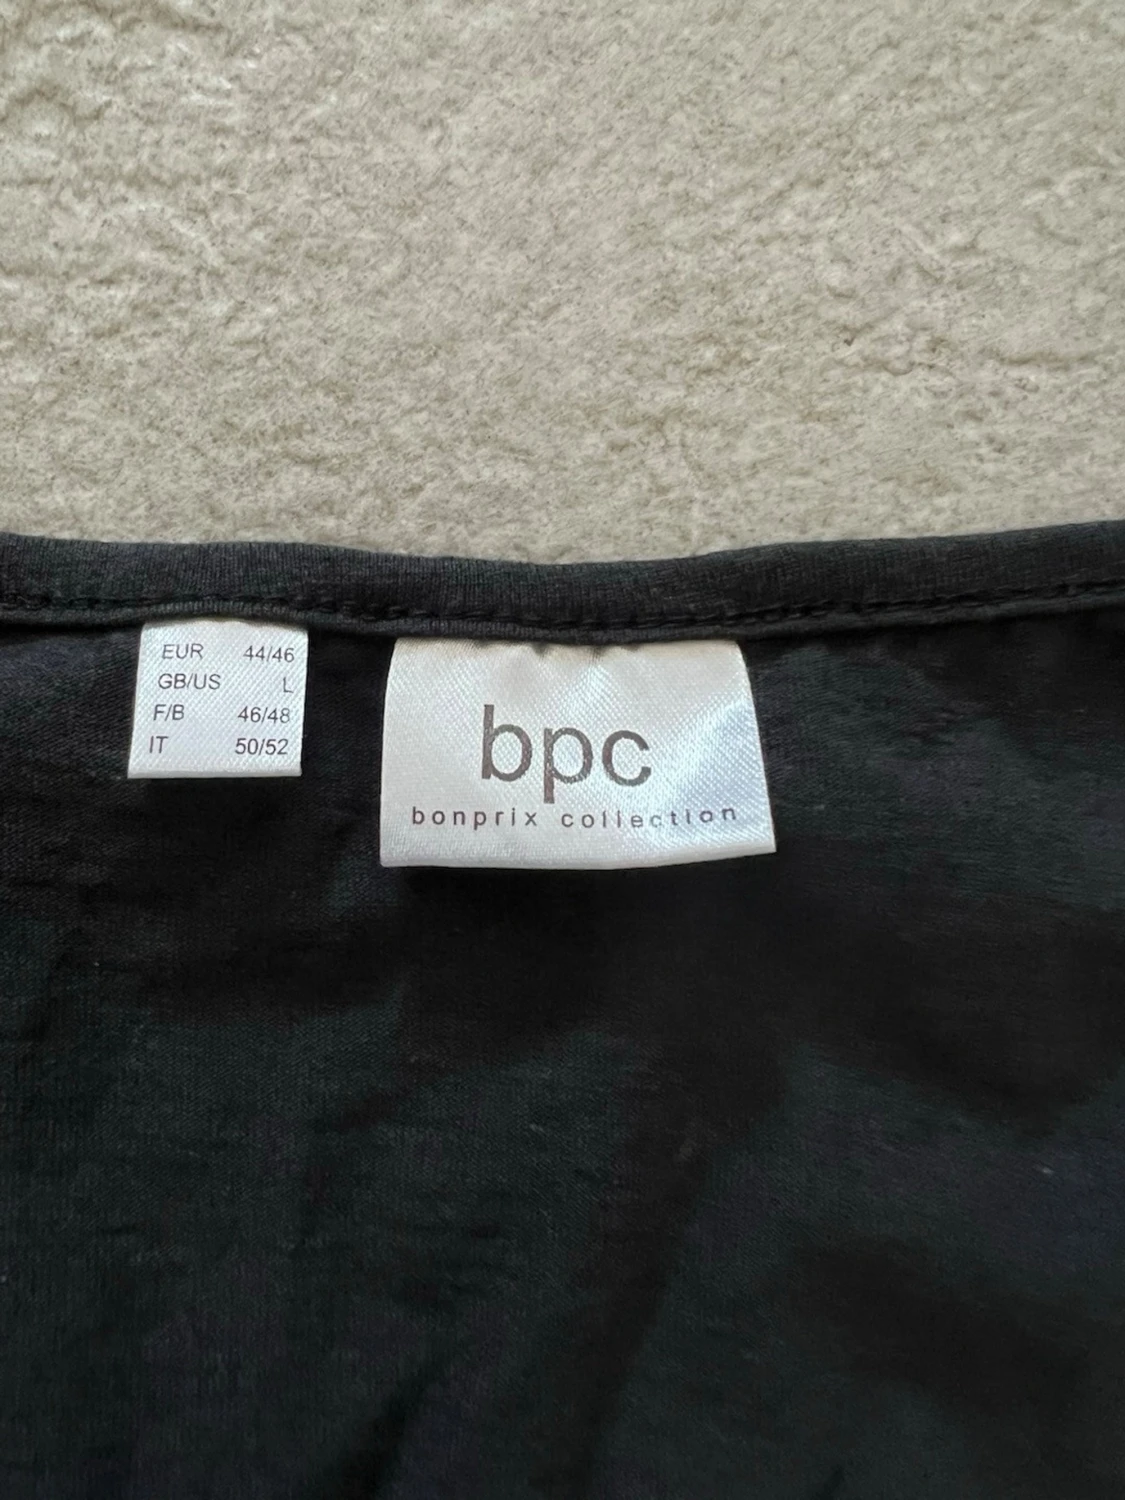 EUR 44/46
GB/US L
F/B 46/48
IT 50/52
bpc
bonprix collection